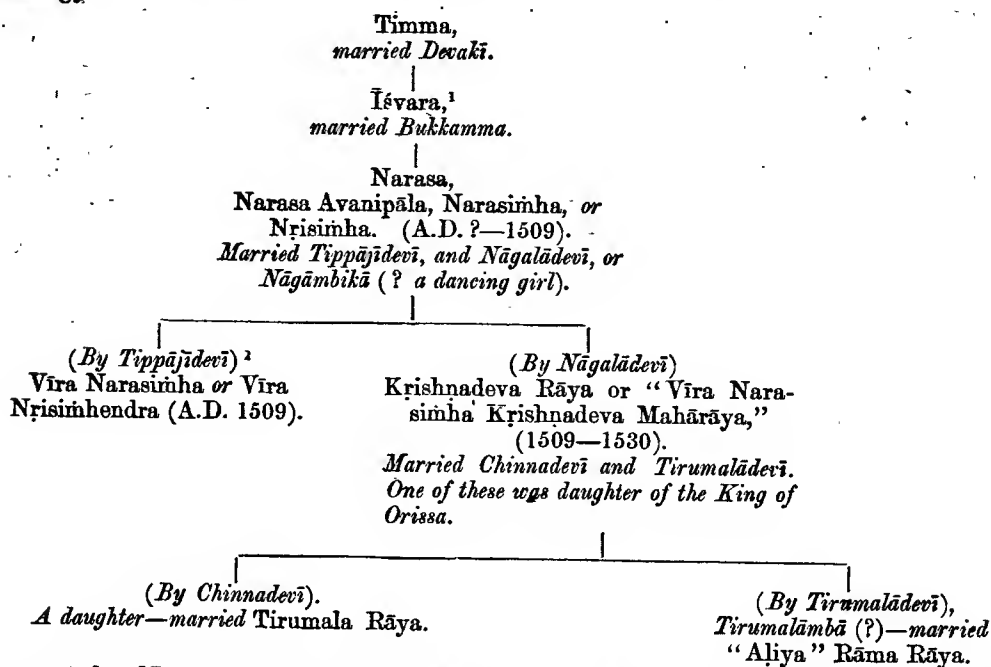 Timma,
married Devakī.
Īśvara,¹
married Bukkamma.
Narasa,
Narasa Avanipāla, Narasiṁha, or
Nṛisiṁha. (A.D. ?—1509).
Married Tippājīdevī, and Nāgalādevī, or
Nāgāmbikā (? a dancing girl).
(By Tippājīdevī)²
Vīra Narasiṁha or Vīra
Nṛisiṁhendra (A.D. 1509).
(By Nāgalādevī)
Kṛishṇadeva Rāya or “Vīra Nara-
siṁha Kṛishṇadeva Mahārāya,”
(1509—1530).
Married Chinnadevī and Tirumalādevī.
One of these was daughter of the King of
Orissa.
(By Chinnadevī).
A daughter—married Tirumala Rāya.
(By Tirumalādevī),
Tirumalāmbā (?)—married
“Aḷiya” Rāma Rāya.